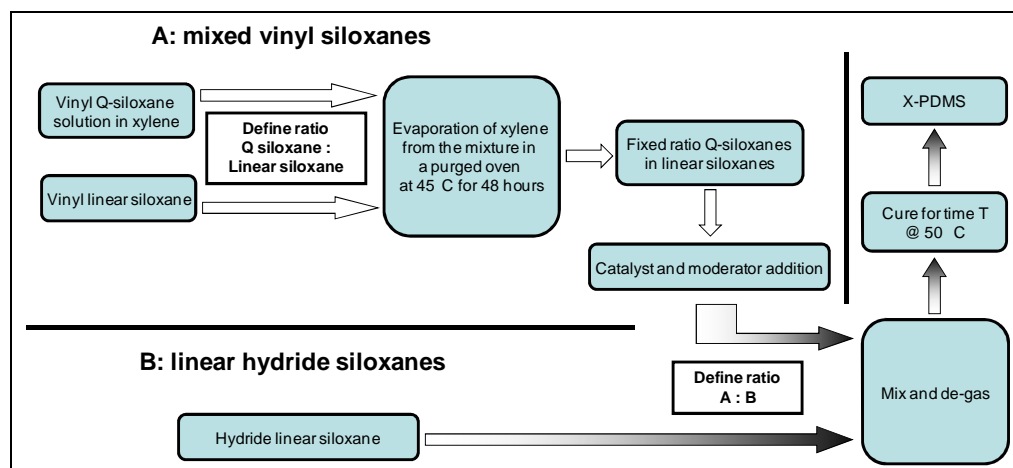 A: mixed vinyl siloxanes
Vinyl Q-siloxane
solution in xylene
Define ratio
Q siloxane :
Linear siloxane
Vinyl linear siloxane
Evaporation of xylene
from the mixture in
a purged oven
at 45 C for 48 hours
Fixed ratio Q-siloxanes
in linear siloxanes
Catalyst and moderator addition
X-PDMS
Cure for time T
@ 50 C
B: linear hydride siloxanes
Define ratio
A : B
Mix and de-gas
Hydride linear siloxane